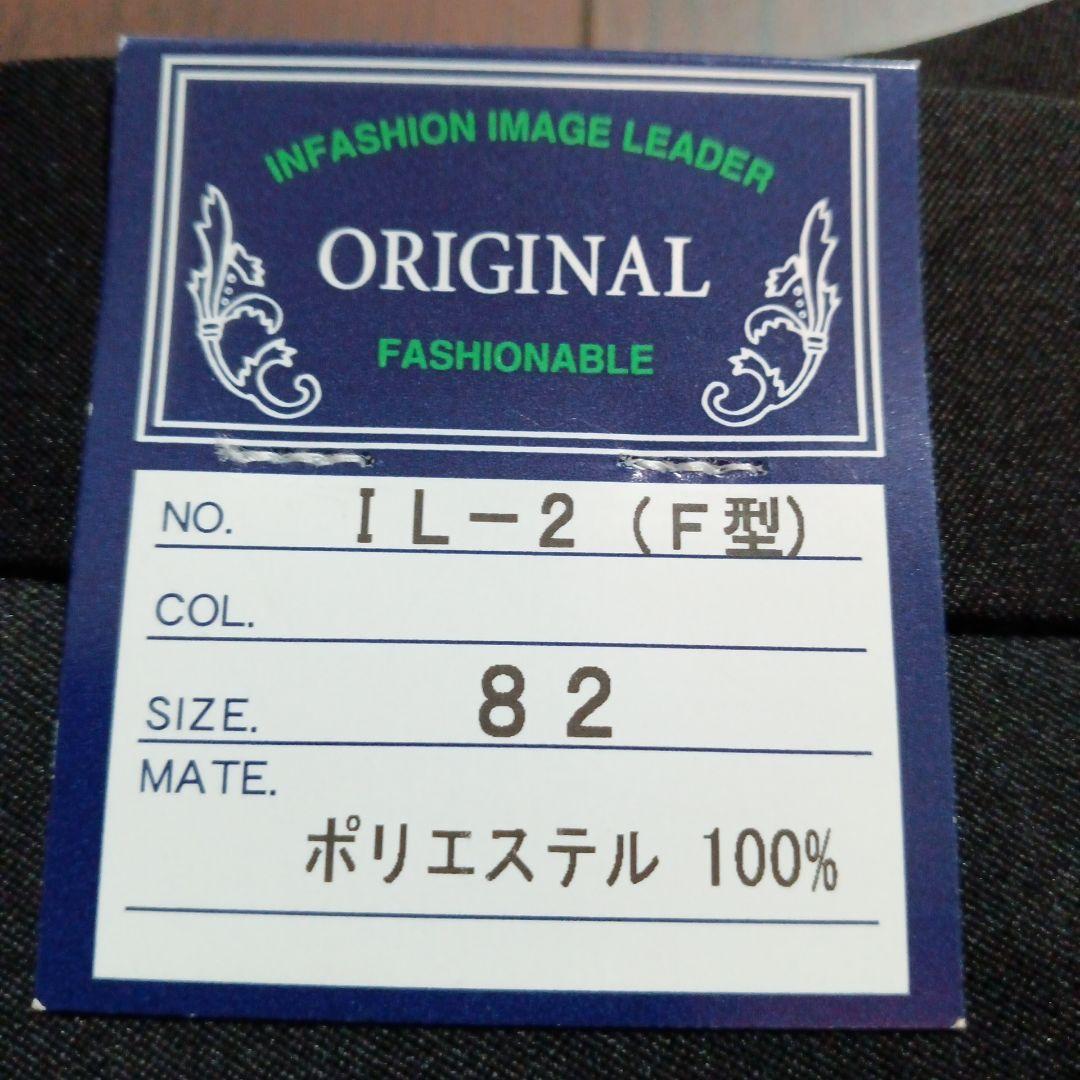 INFASHION IMAGE LEADER
ORIGINAL
FASHIONABLE
NO. IL-2 (F型)
COL.
SIZE. 82
MATE.
ポリエステル 100%